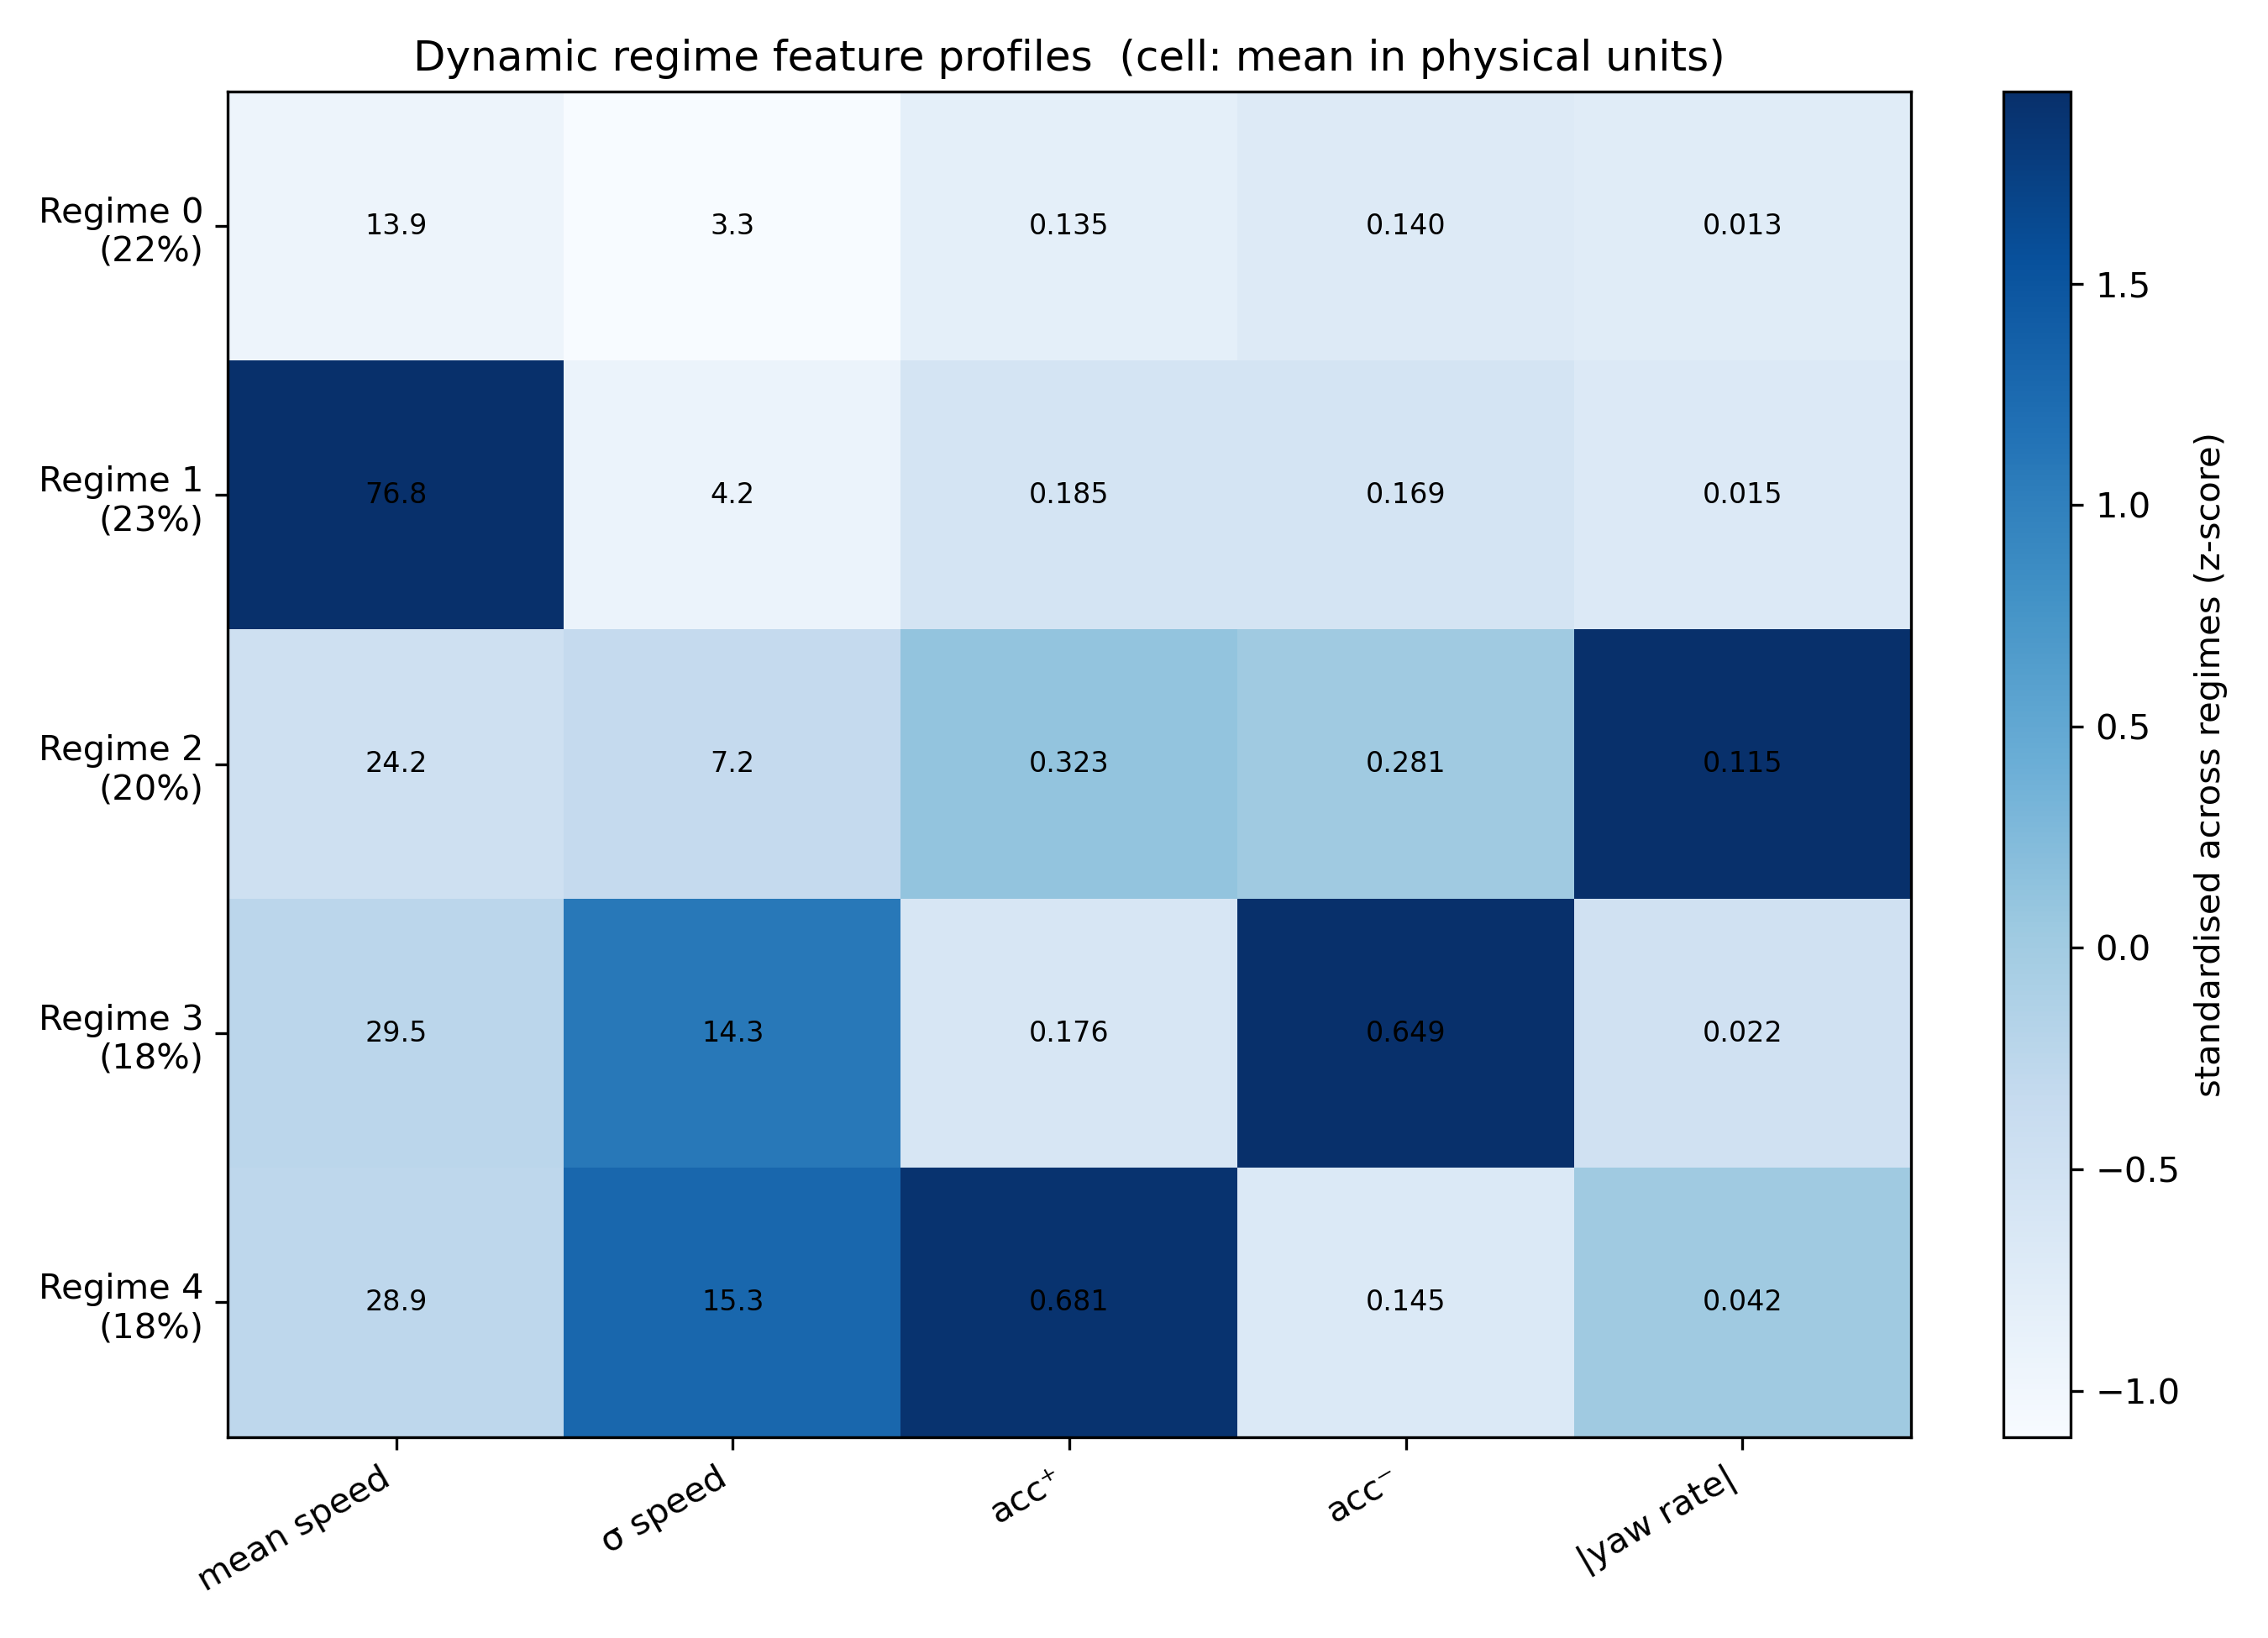 Dynamic regime feature profiles  (cell: mean in physical units)
Regime 0
(22%)
13.9 3.3 0.135 0.140 0.013
Regime 1
(23%)
76.8 4.2 0.185 0.169 0.015
Regime 2
(20%)
24.2 7.2 0.323 0.281 0.115
Regime 3
(18%)
29.5 14.3 0.176 0.649 0.022
Regime 4
(18%)
28.9 15.3 0.681 0.145 0.042
mean speed
σ speed
acc⁺
acc⁻
|yaw rate|
1.5
1.0
0.5
0.0
−0.5
−1.0
standardised across regimes (z-score)